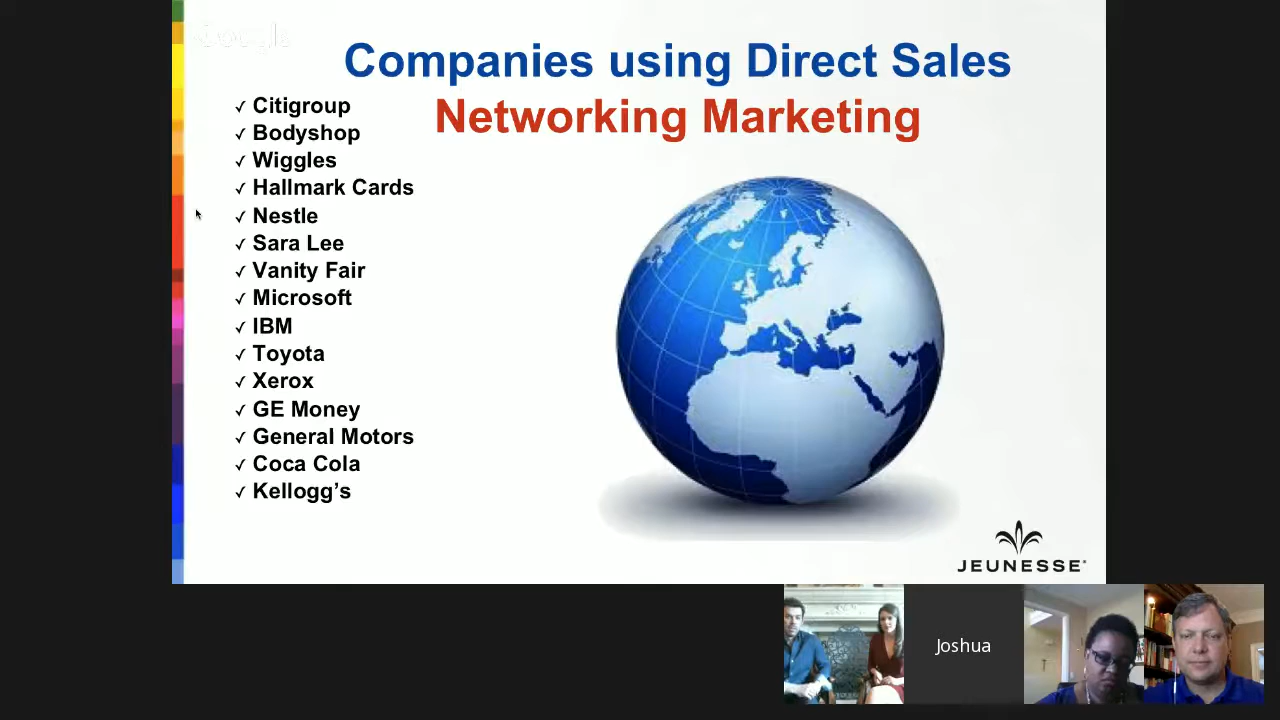 Google
Companies using Direct Sales
Networking Marketing
✓ Citigroup
✓ Bodyshop
✓ Wiggles
✓ Hallmark Cards
✓ Nestle
✓ Sara Lee
✓ Vanity Fair
✓ Microsoft
✓ IBM
✓ Toyota
✓ Xerox
✓ GE Money
✓ General Motors
✓ Coca Cola
✓ Kellogg’s
JEUNESSE®
Joshua